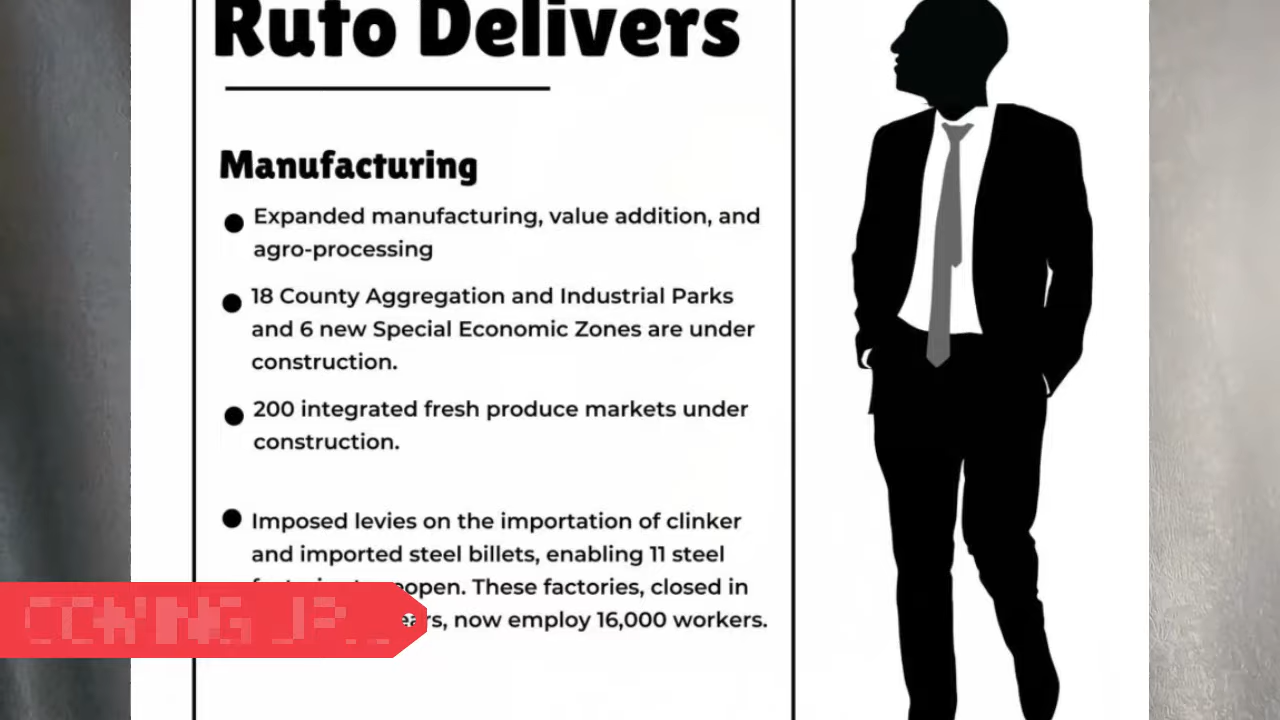 Ruto Delivers
Manufacturing
Expanded manufacturing, value addition, and
agro-processing
18 County Aggregation and Industrial Parks
and 6 new Special Economic Zones are under
construction.
200 integrated fresh produce markets under
construction.
Imposed levies on the importation of clinker
and imported steel billets, enabling 11 steel
These factories, closed in
now employ 16,000 workers.
COMING UP...